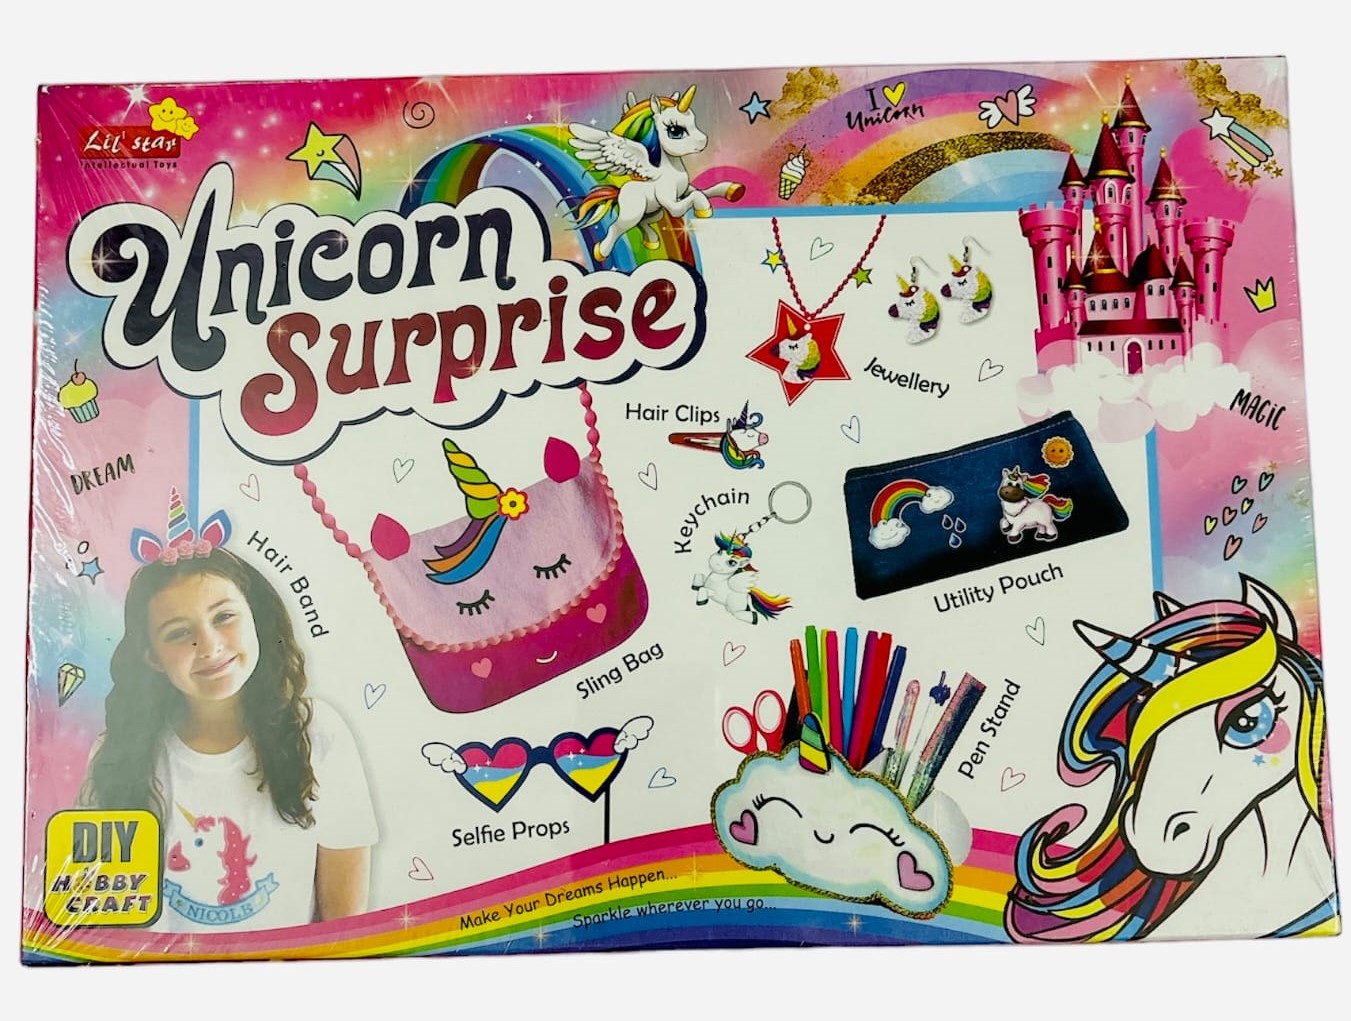 Lil' star
Intellectual Toys
I
Unicorn
Unicorn
Surprise
Jewellery
Hair Clips
MAGIC
DREAM
Keychain
Hair Band
Utility Pouch
Sling Bag
Pen Stand
Selfie Props
DIY
HOBBY
CRAFT
NICOLE
Make Your Dreams Happen...
Sparkle wherever you go...